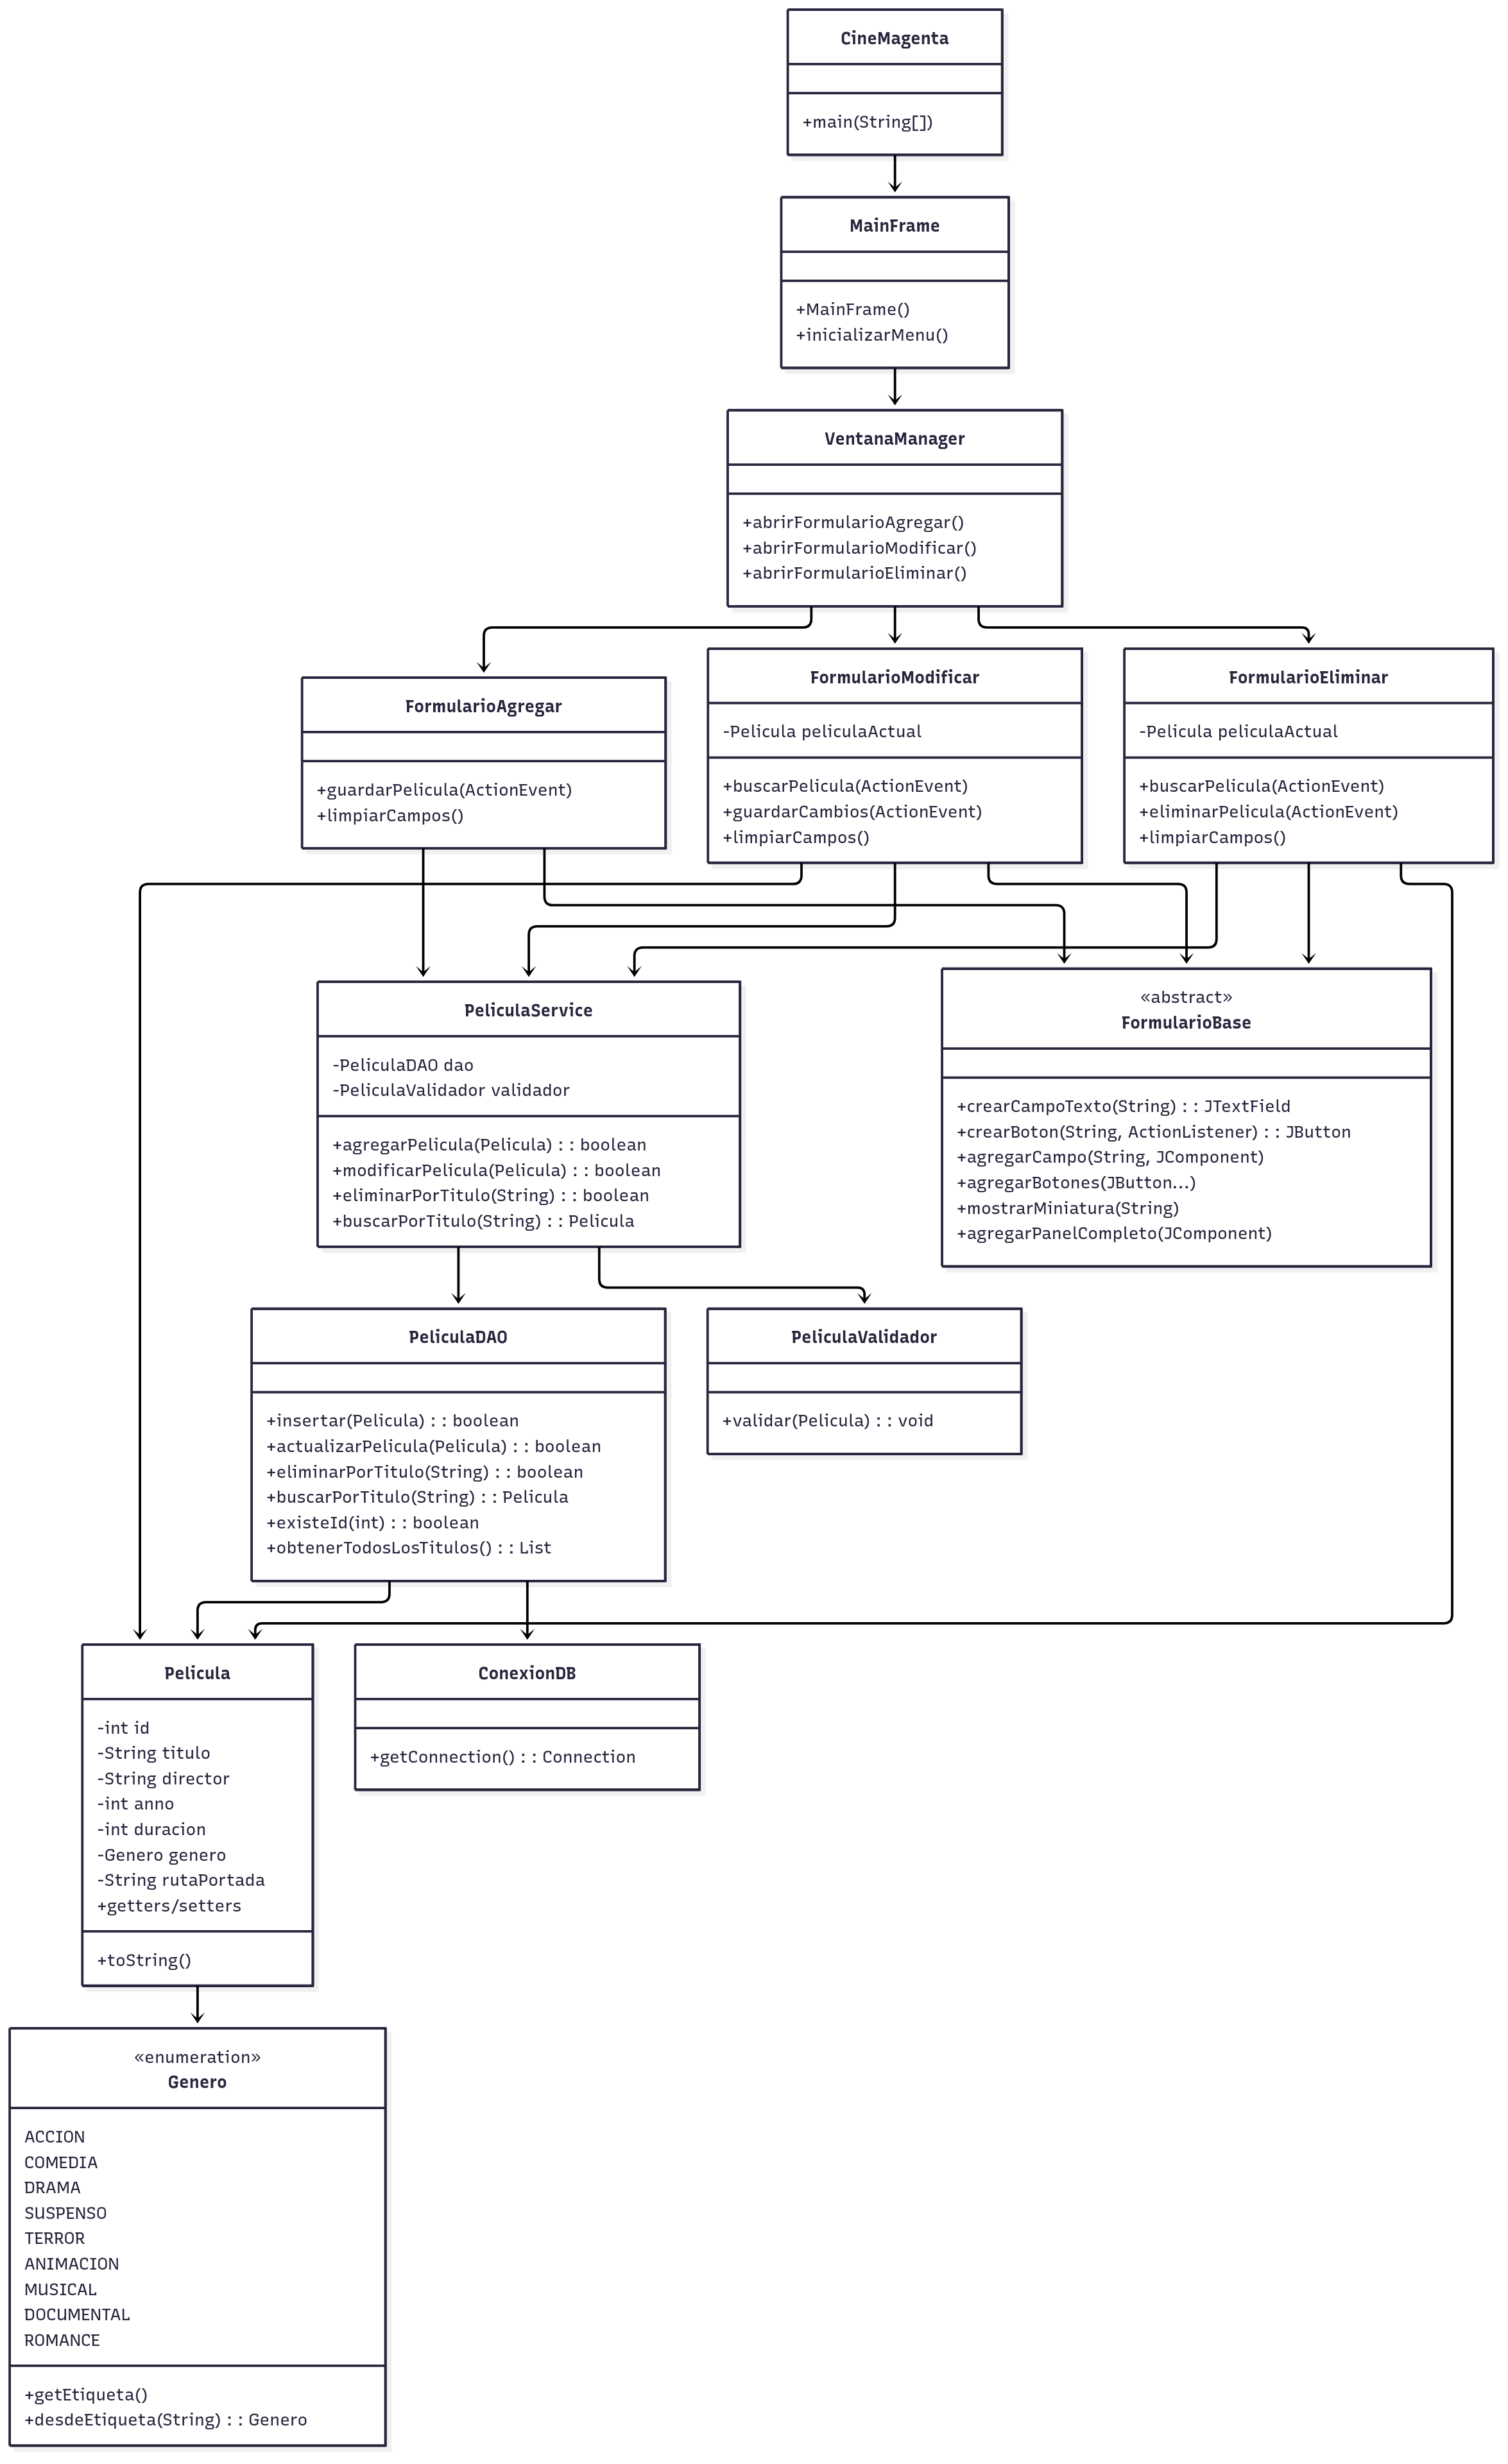 CineMagenta
+main(String[])
MainFrame
+MainFrame()
+inicializarMenu()
VentanaManager
+abrirFormularioAgregar()
+abrirFormularioModificar()
+abrirFormularioEliminar()
FormularioAgregar
+guardarPelicula(ActionEvent)
+limpiarCampos()
FormularioModificar
-Pelicula peliculaActual
+buscarPelicula(ActionEvent)
+guardarCambios(ActionEvent)
+limpiarCampos()
FormularioEliminar
-Pelicula peliculaActual
+buscarPelicula(ActionEvent)
+eliminarPelicula(ActionEvent)
+limpiarCampos()
PeliculaService
-PeliculaDAO dao
-PeliculaValidador validador
+agregarPelicula(Pelicula) : : boolean
+modificarPelicula(Pelicula) : : boolean
+eliminarPorTitulo(String) : : boolean
+buscarPorTitulo(String) : : Pelicula
«abstract»
FormularioBase
+crearCampoTexto(String) : : JTextField
+crearBoton(String, ActionListener) : : JButton
+agregarCampo(String, JComponent)
+agregarBotones(JButton...)
+mostrarMiniatura(String)
+agregarPanelCompleto(JComponent)
PeliculaDAO
+insertar(Pelicula) : : boolean
+actualizarPelicula(Pelicula) : : boolean
+eliminarPorTitulo(String) : : boolean
+buscarPorTitulo(String) : : Pelicula
+existeId(int) : : boolean
+obtenerTodosLosTitulos() : : List
PeliculaValidador
+validar(Pelicula) : : void
Pelicula
-int id
-String titulo
-String director
-int anno
-int duracion
-Genero genero
-String rutaPortada
+getters/setters
+toString()
ConexionDB
+getConnection() : : Connection
«enumeration»
Genero
ACCION
COMEDIA
DRAMA
SUSPENSO
TERROR
ANIMACION
MUSICAL
DOCUMENTAL
ROMANCE
+getEtiqueta()
+desdeEtiqueta(String) : : Genero